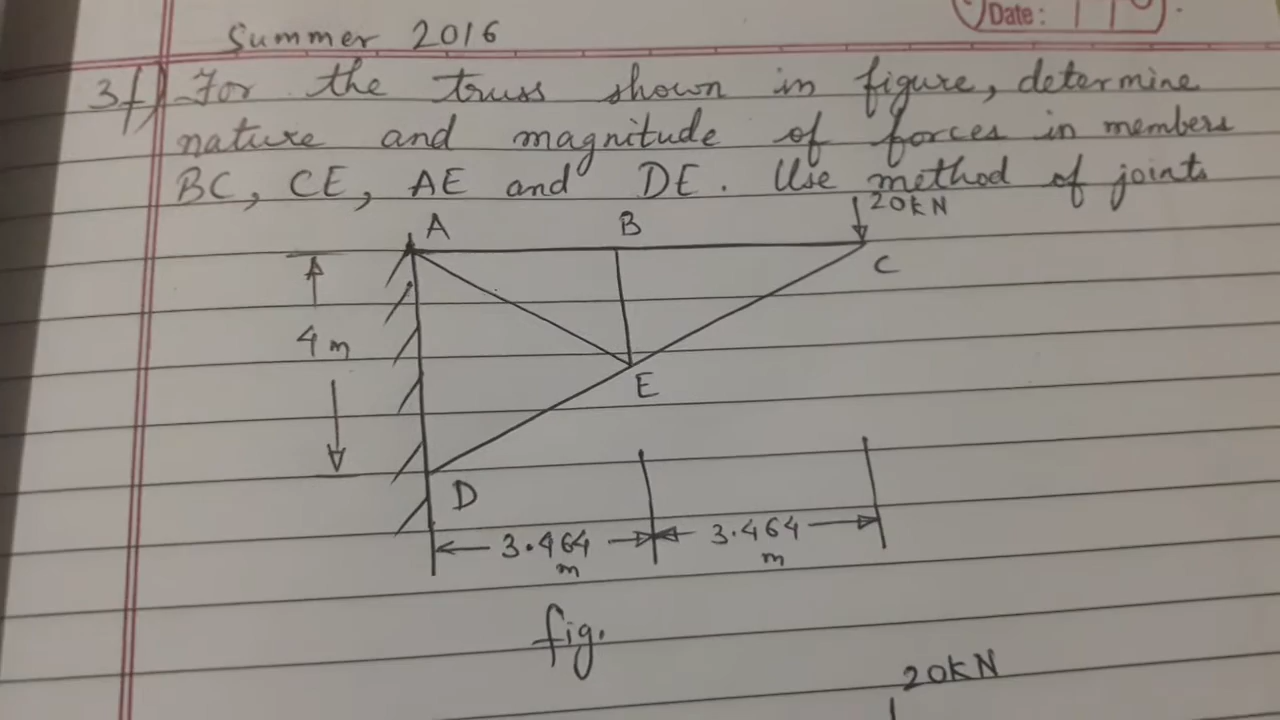 Date:
Summer 2016
3f) For the truss shown in figure, determine
nature and magnitude of forces in members
BC, CE, AE and DE. Use method of joints
20kN
A
B
C
4m
E
D
3.464 m
3.464 m
fig.
20kN